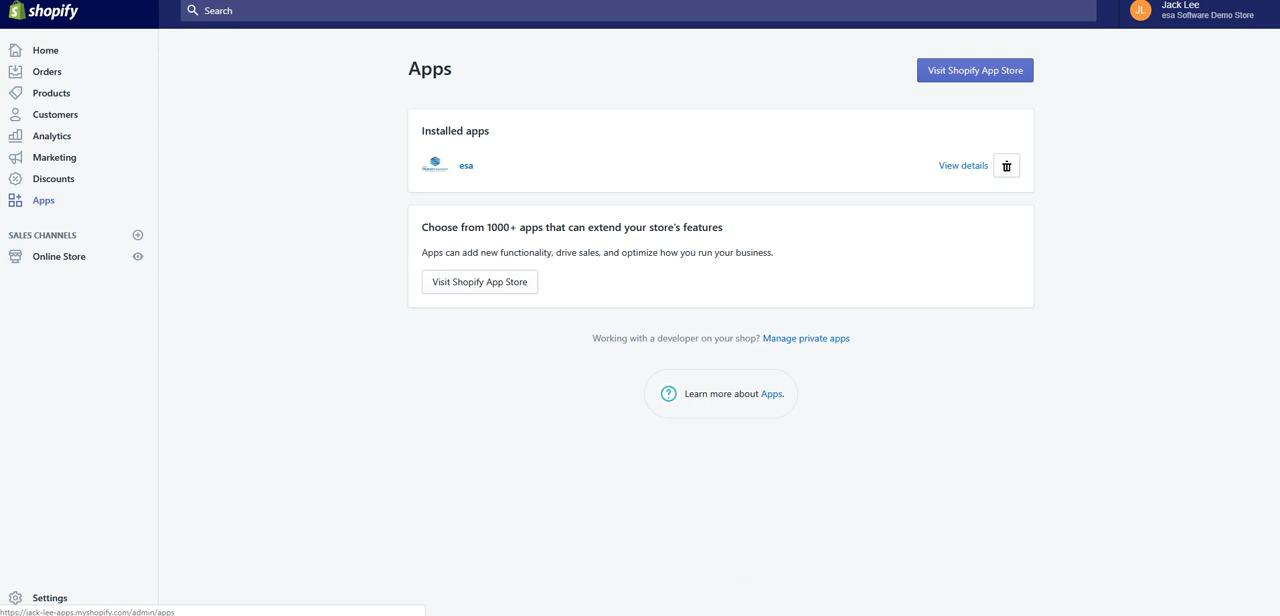 shopify
Search
JL
Jack Lee
esa Software Demo Store
Home
Orders
Products
Customers
Analytics
Marketing
Discounts
Apps
SALES CHANNELS
Online Store
Settings
https://jack-lee-apps.myshopify.com/admin/apps
Apps
Visit Shopify App Store
Installed apps
esa
View details
Choose from 1000+ apps that can extend your store's features
Apps can add new functionality, drive sales, and optimize how you run your business.
Visit Shopify App Store
Working with a developer on your shop? Manage private apps
? Learn more about Apps.